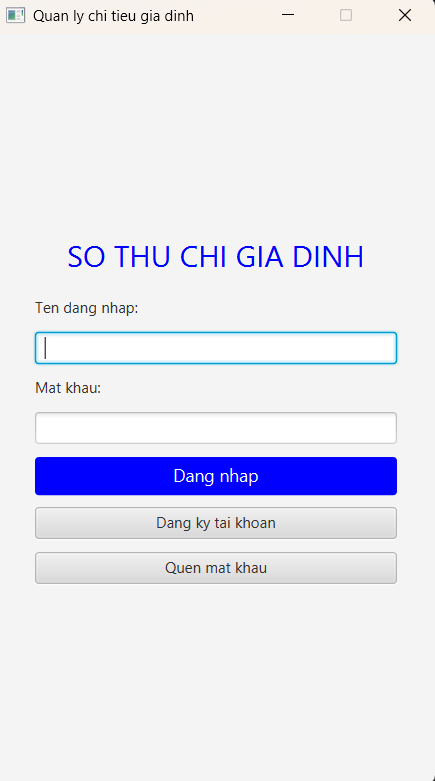 Quan ly chi tieu gia dinh
SO THU CHI GIA DINH
Ten dang nhap:
Mat khau:
Dang nhap
Dang ky tai khoan
Quen mat khau